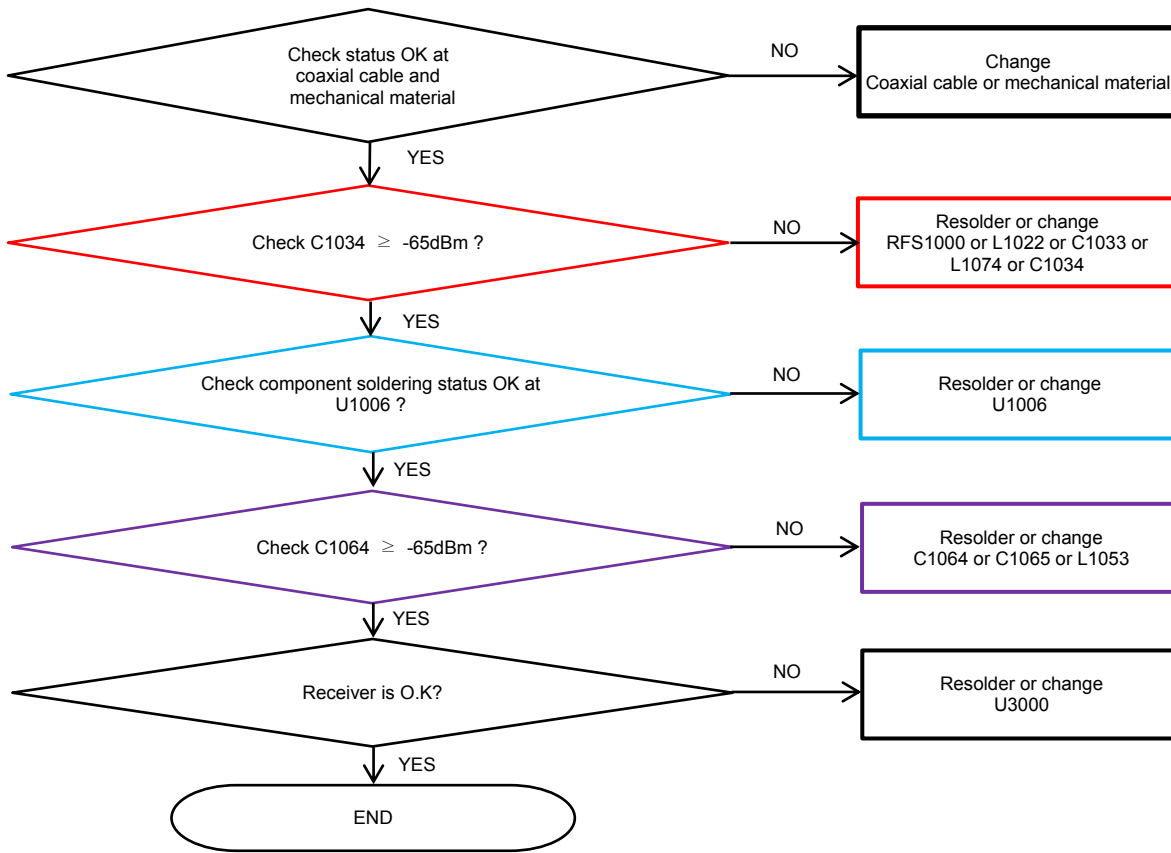 Check status OK at
coaxial cable and
mechanical material
NO
Change
Coaxial cable or mechanical material
YES
Check C1034 ≥ -65dBm ?
NO
Resolder or change
RFS1000 or L1022 or C1033 or
L1074 or C1034
YES
Check component soldering status OK at
U1006 ?
NO
Resolder or change
U1006
YES
Check C1064 ≥ -65dBm ?
NO
Resolder or change
C1064 or C1065 or L1053
YES
Receiver is O.K?
NO
Resolder or change
U3000
YES
END